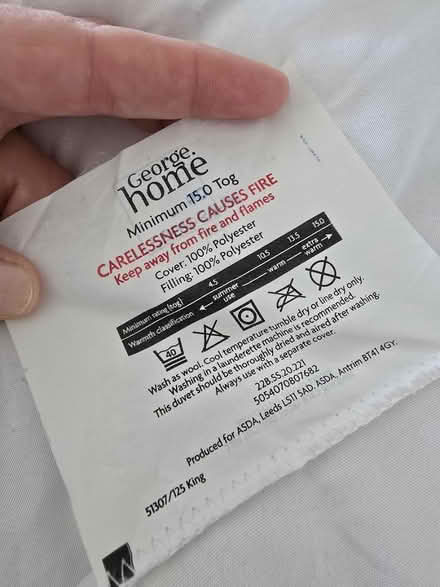 George.
home
Minimum 15.0 Tog
CARELESSNESS CAUSES FIRE
Keep away from fire and flames
Cover: 100% Polyester
Filling: 100% Polyester
Minimum rating (tog) 4.5 10.5 13.5 15.0
Warmth classification summer use warm extra warm
40
Wash as wool. Cool temperature tumble dry or line dry only.
Washing in a launderette machine is recommended.
This duvet should be thoroughly dried and aired after washing.
Always use with a separate cover.
22B.SS.20.221
5054070807682
Produced for ASDA, Leeds LS11 5AD. ASDA, Antrim BT41 4GY.
51307/125 King